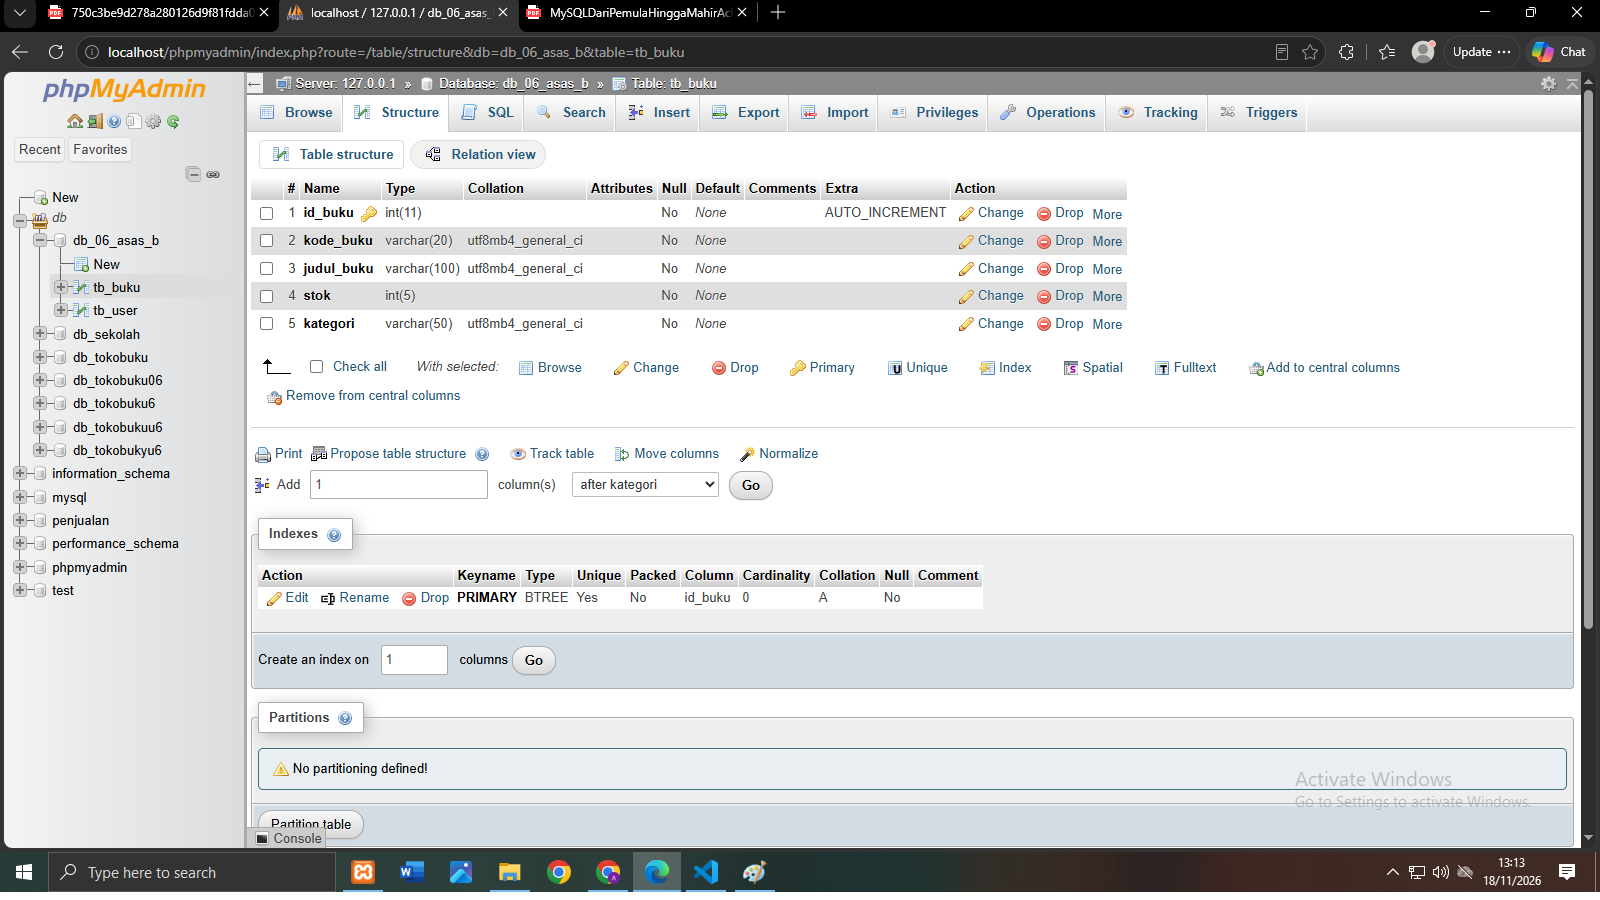 750c3be9d278a280126d9f81fdda
localhost / 127.0.0.1 / db_06_asas_
MySQLDariPemulaHinggaMahirAc
localhost/phpmyadmin/index.php?route=/table/structure&db=db_06_asas_b&table=tb_buku
Update
Chat
phpMyAdmin
Recent
Favorites
New
db
db_06_asas_b
New
tb_buku
tb_user
db_sekolah
db_tokobuku
db_tokobuku06
db_tokobuku6
db_tokobukuu6
db_tokobukyu6
information_schema
mysql
penjualan
performance_schema
phpmyadmin
test
Server: 127.0.0.1 » Database: db_06_asas_b » Table: tb_buku
Browse Structure SQL Search Insert Export Import Privileges Operations Tracking Triggers
Table structure Relation view
# Name Type Collation Attributes Null Default Comments Extra Action
1 id_buku int(11) No None AUTO_INCREMENT Change Drop More
2 kode_buku varchar(20) utf8mb4_general_ci No None Change Drop More
3 judul_buku varchar(100) utf8mb4_general_ci No None Change Drop More
4 stok int(5) No None Change Drop More
5 kategori varchar(50) utf8mb4_general_ci No None Change Drop More
Check all With selected: Browse Change Drop Primary Unique Index Spatial Fulltext Add to central columns
Remove from central columns
Print Propose table structure Track table Move columns Normalize
Add 1 column(s) after kategori Go
Indexes
Action Keyname Type Unique Packed Column Cardinality Collation Null Comment
Edit Rename Drop PRIMARY BTREE Yes No id_buku 0 A No
Create an index on 1 columns Go
Partitions
No partitioning defined!
Partition table
Console
Activate Windows
Go to Settings to activate Windows.
Type here to search
13:13
18/11/2026